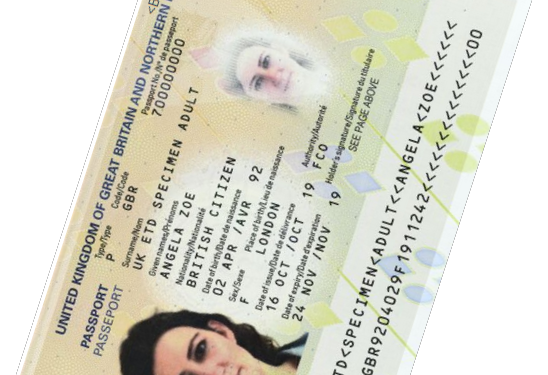 UNITED KINGDOM OF GREAT BRITAIN AND NORTHERN
PASSPORT
PASSEPORT
Type/Type
P
Code/Code
GBR
Passport No./N° de passeport
700000000
Surname/Nom
UK ETD SPECIMEN ADULT
Given names/Prénoms
ANGELA ZOE
Nationality/Nationalité
BRITISH CITIZEN
Date of birth/Date de naissance
02 APR /AVR 92
Sex/Sexe
F
Place of birth/Lieu de naissance
LONDON
Date of issue/Date de délivrance
16 OCT /OCT 19
Authority/Autorité
FCO
Date of expiry/Date d'expiration
24 NOV /NOV 19
Holder's signature/Signature du titulaire
SEE PAGE ABOVE
TD<SPECIMEN<ADULT<<ANGELA<ZOE<<<<<<
GBR9204029F1911242<<<<<<<<<<<<<<00